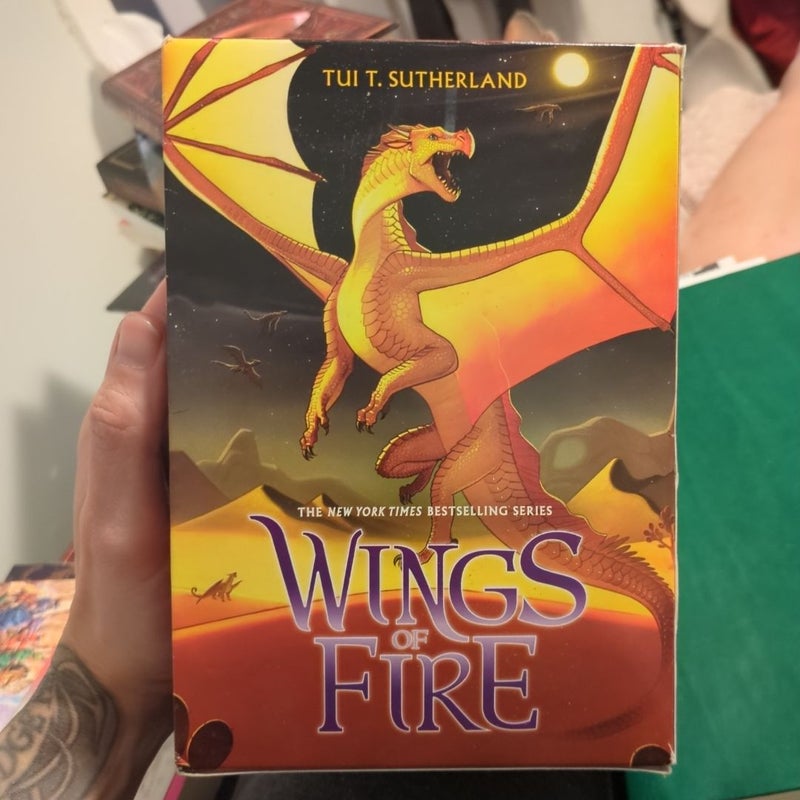 TUI T. SUTHERLAND
THE NEW YORK TIMES BESTSELLING SERIES
WINGS
OF
FIRE